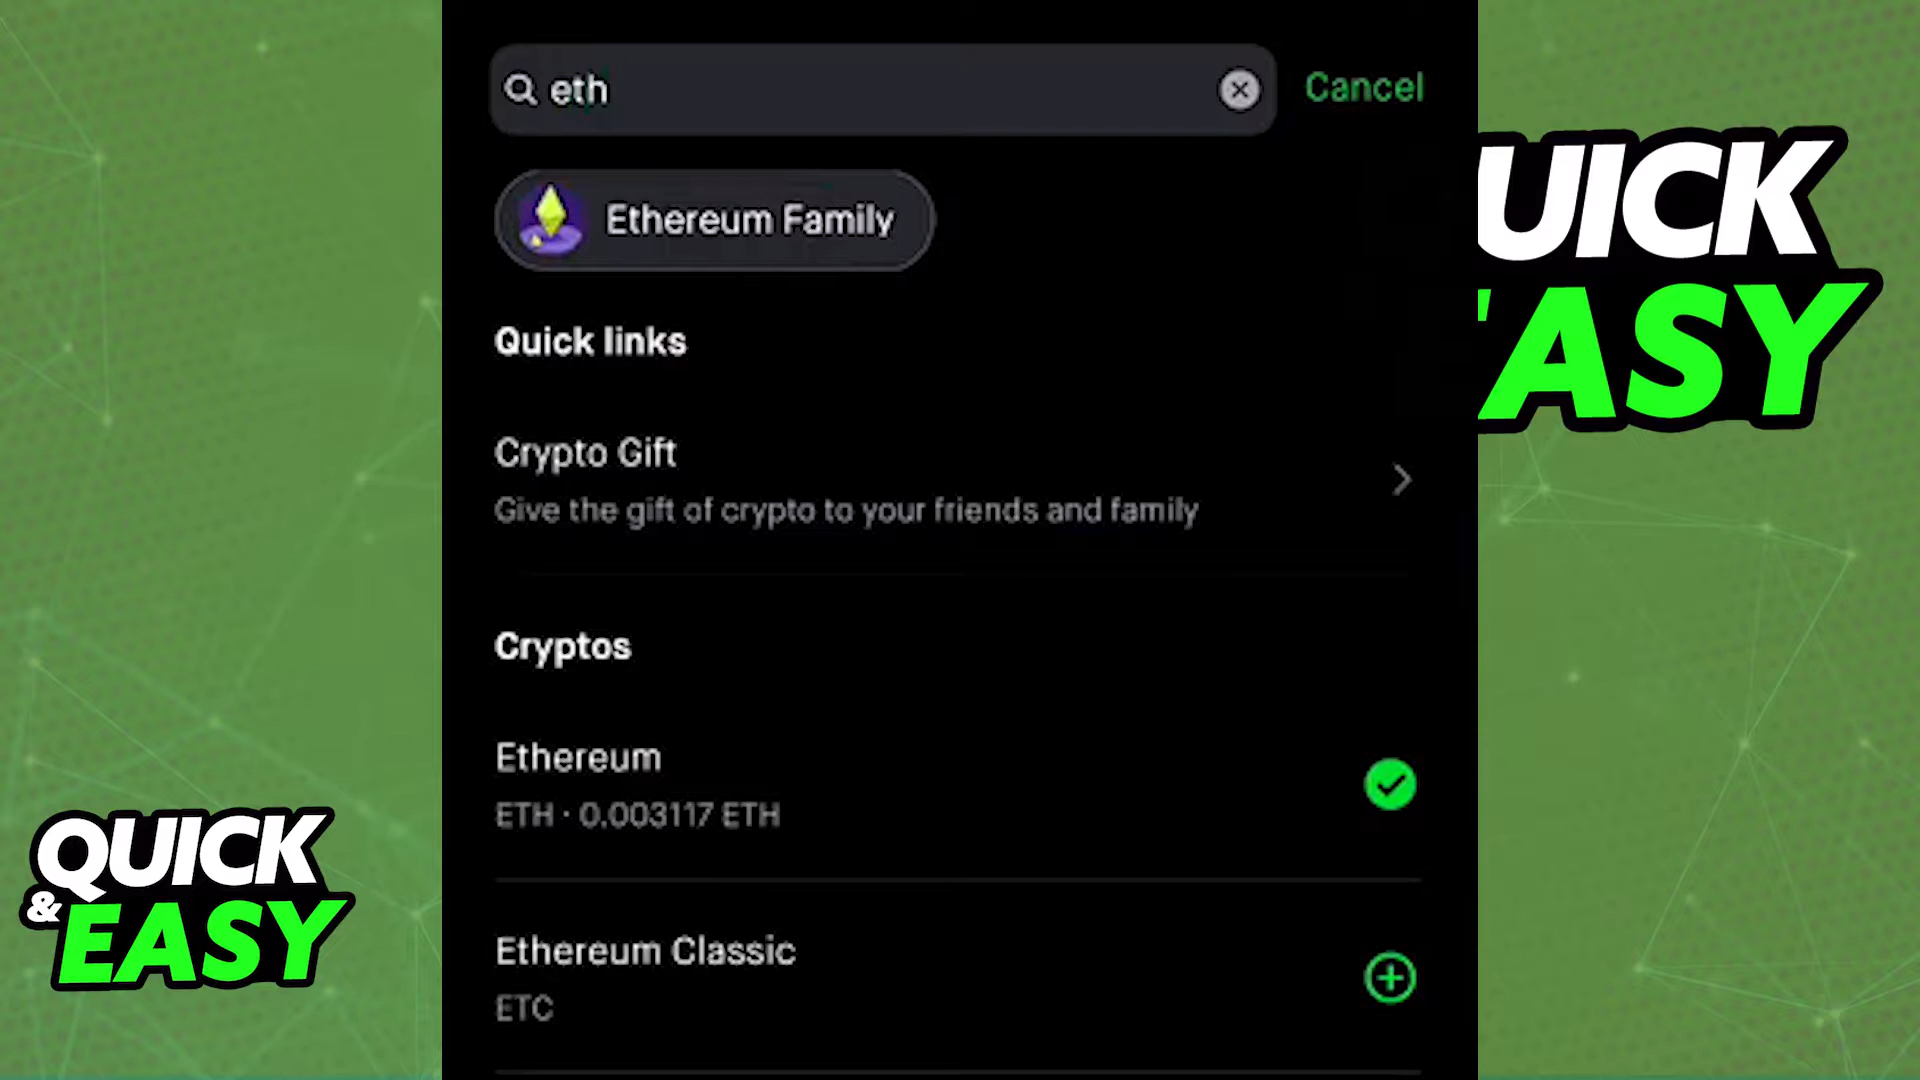 eth
Cancel
Ethereum Family
Quick links
Crypto Gift
Give the gift of crypto to your friends and family
Cryptos
Ethereum
ETH · 0.003117 ETH
Ethereum Classic
ETC
UICK
EASY
QUICK
& EASY